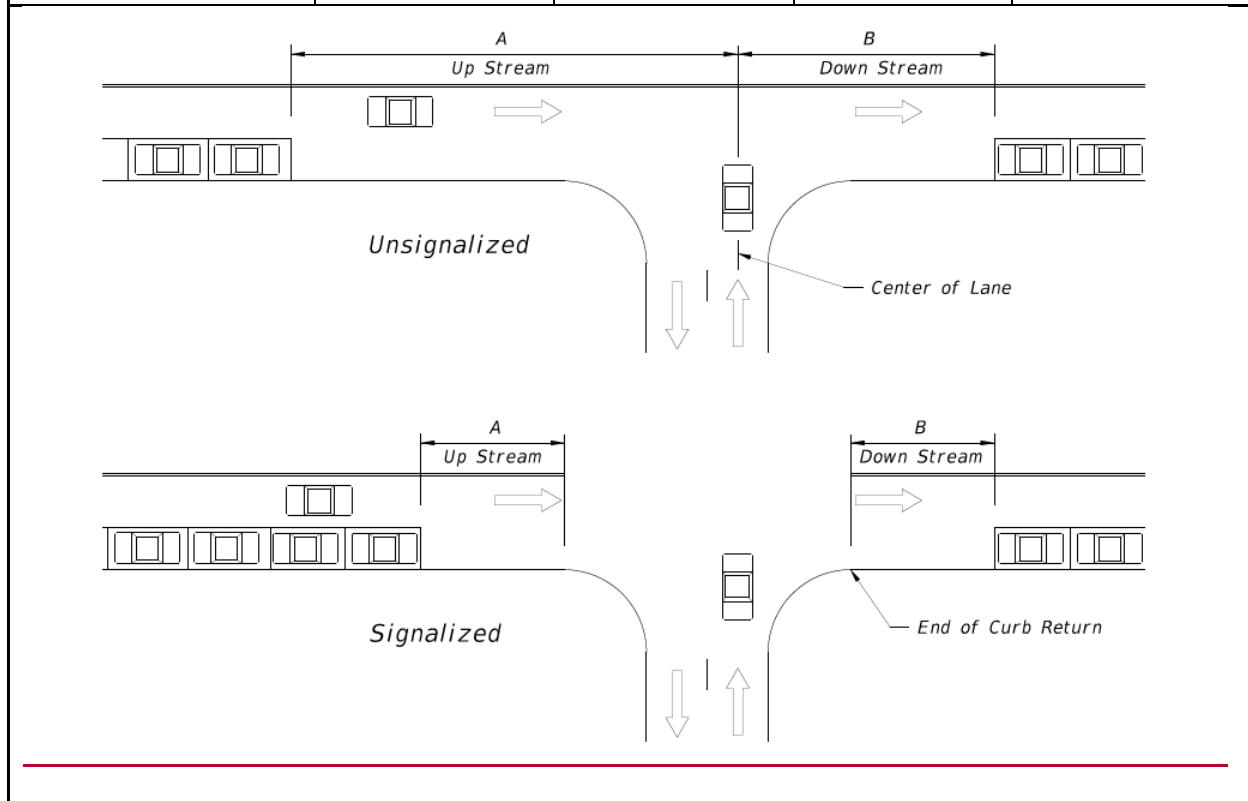 A
B
Up Stream
Down Stream
Unsignalized
Center of Lane
A
B
Up Stream
Down Stream
End of Curb Return
Signalized